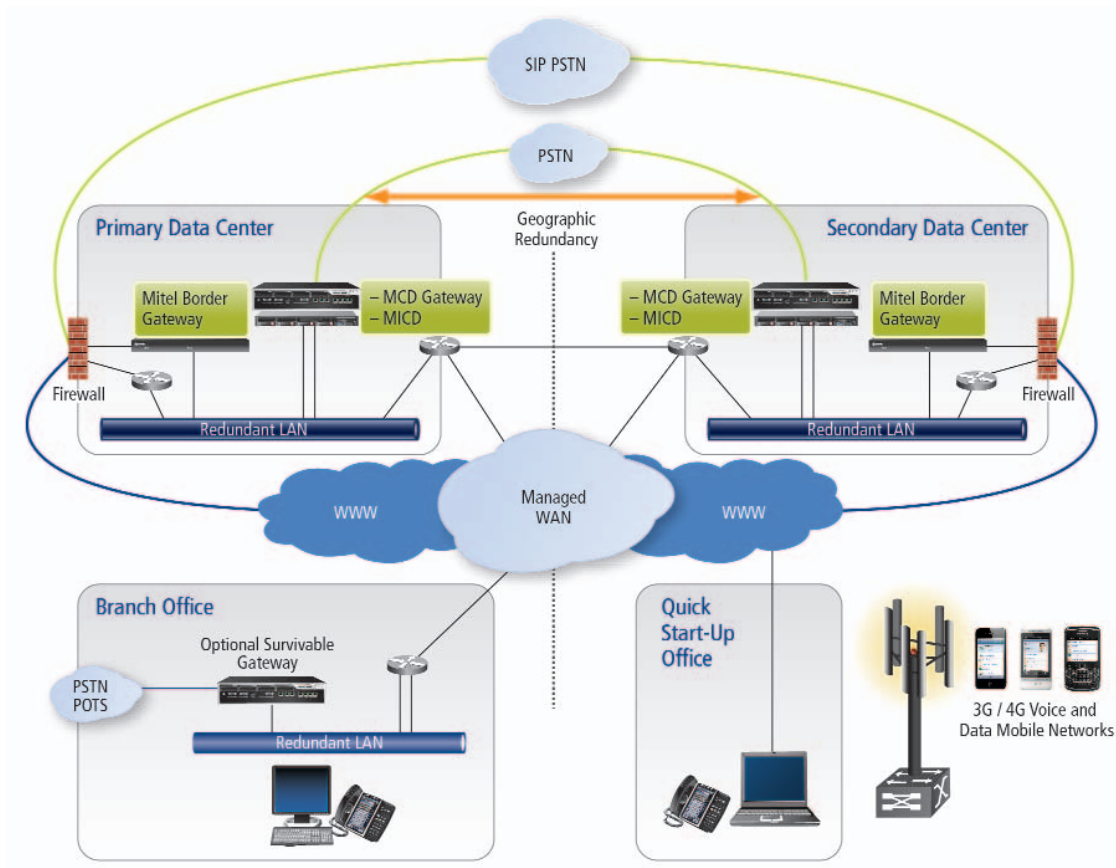 SIP PSTN
PSTN
Geographic
Redundancy
Primary Data Center
Mitel Border
Gateway
– MCD Gateway
– MICD
Firewall
Redundant LAN
Secondary Data Center
– MCD Gateway
– MICD
Mitel Border
Gateway
Firewall
Redundant LAN
WWW
Managed
WAN
WWW
Branch Office
Optional Survivable
Gateway
PSTN
POTS
Redundant LAN
Quick
Start-Up
Office
3G / 4G Voice and
Data Mobile Networks